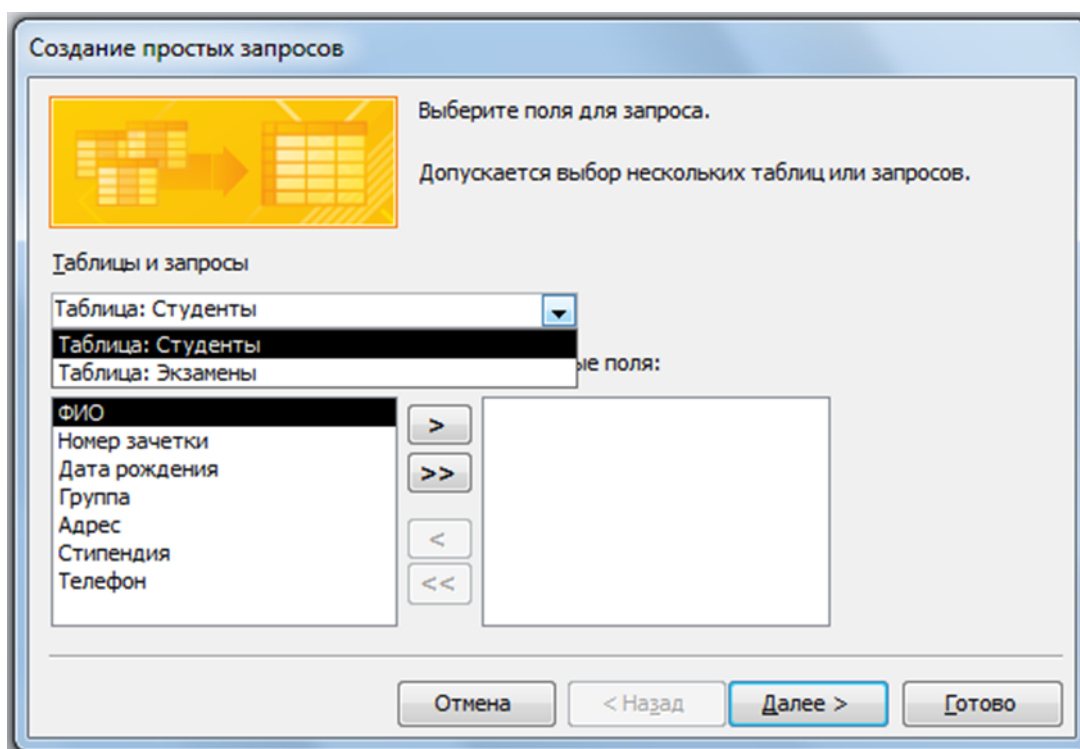 Создание простых запросов
Выберите поля для запроса.
Допускается выбор нескольких таблиц или запросов.
Таблицы и запросы
Таблица: Студенты
Таблица: Студенты
Таблица: Экзамены
ые поля:
ФИО
Номер зачетки
Дата рождения
Группа
Адрес
Стипендия
Телефон
>
>>
<
<<
Отмена
< Назад
Далее >
Готово